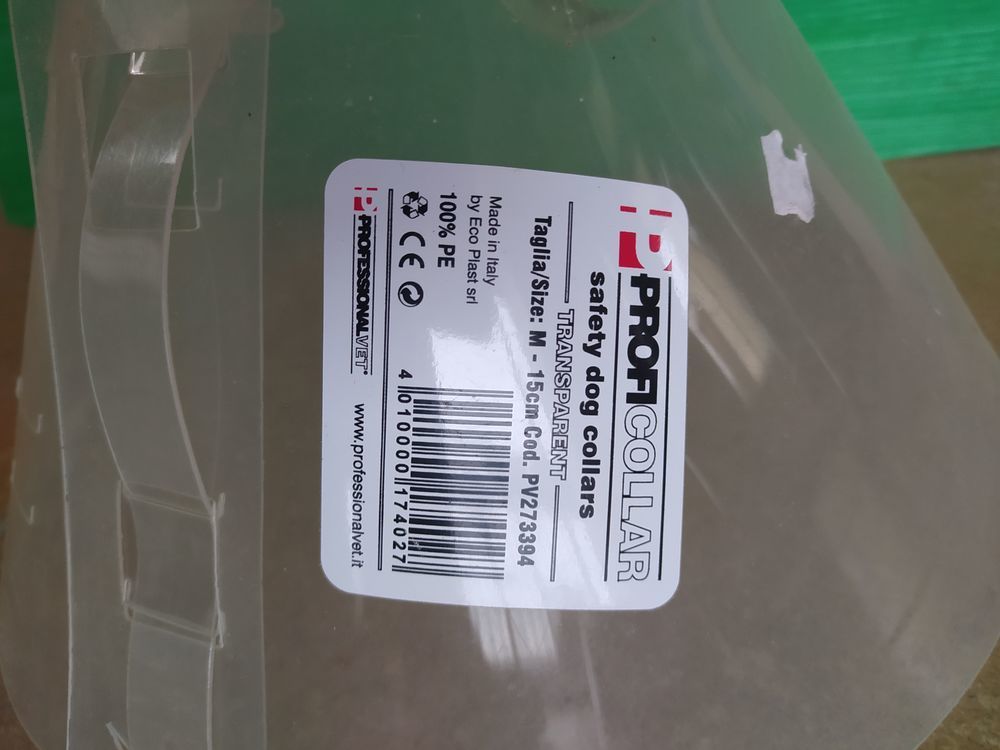 PROFICOLLAR
safety dog collars
TRANSPARENT
Taglia/Size: M - 15cm Cod. PV273394
Made in Italy
by Eco Plast srl
100% PE
CE
4 010000 174027
PROFESSIONALVET®
www.professionalvet.it